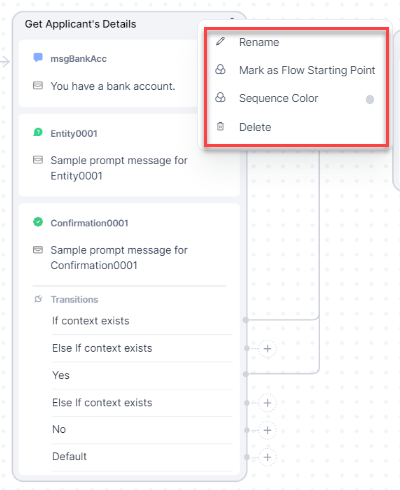 Get Applicant's Details
Rename
Mark as Flow Starting Point
Sequence Color
Delete
msgBankAcc
You have a bank account.
Entity0001
Sample prompt message for
Entity0001
Confirmation0001
Sample prompt message for
Confirmation0001
Transitions
If context exists
Else If context exists
Yes
Else If context exists
No
Default